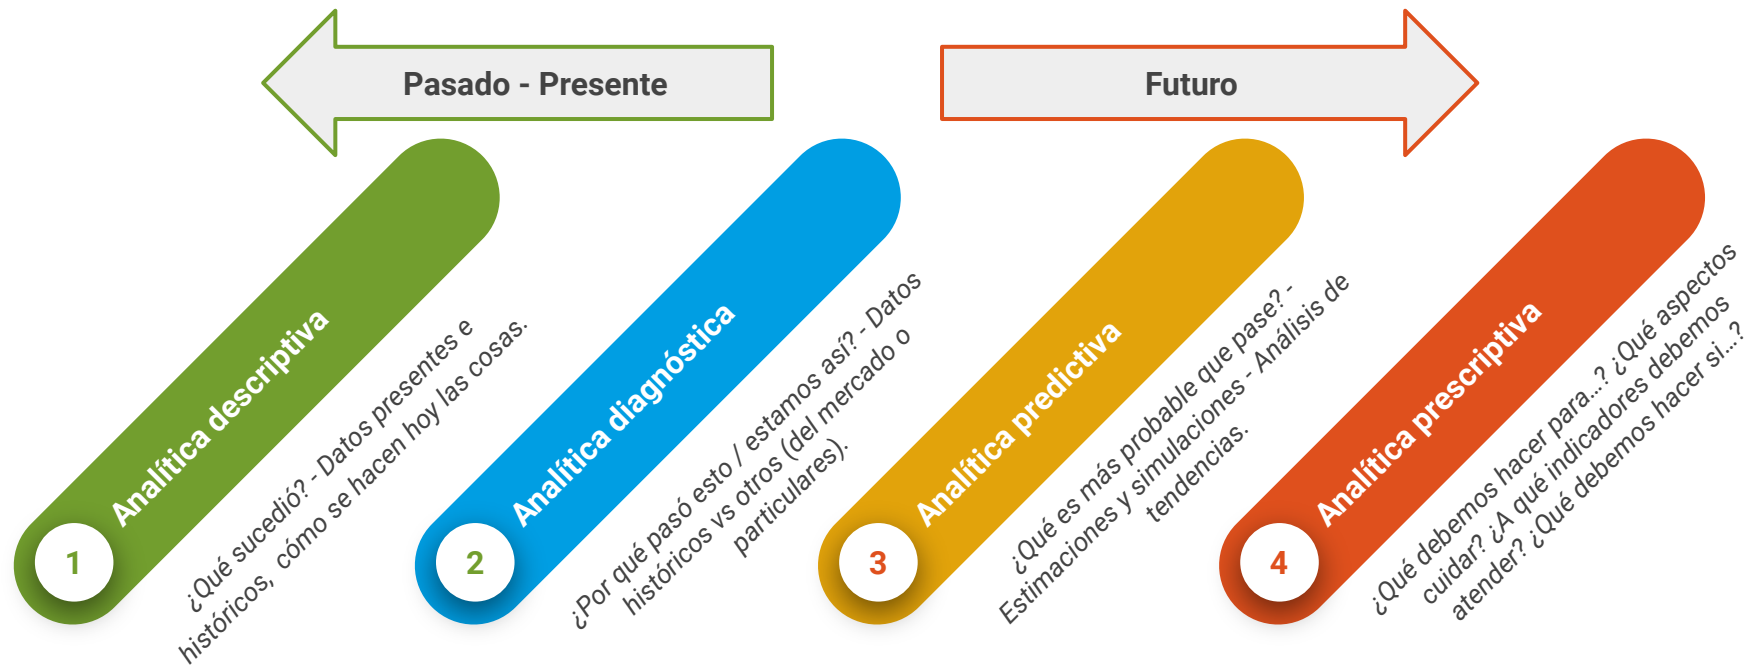 Pasado - Presente
Futuro
Analítica descriptiva
1
¿Qué sucedió? - Datos presentes e
históricos, cómo se hacen hoy las cosas.
Analítica diagnóstica
2
¿Por qué pasó esto / estamos así? - Datos
históricos vs otros (del mercado o
particulares).
Analítica predictiva
3
¿Qué es más probable que pase? -
Estimaciones y simulaciones - Análisis de
tendencias.
Analítica prescriptiva
4
¿Qué debemos hacer para...? ¿Qué aspectos
cuidar? ¿A qué indicadores debemos
atender? ¿Qué debemos hacer si...?